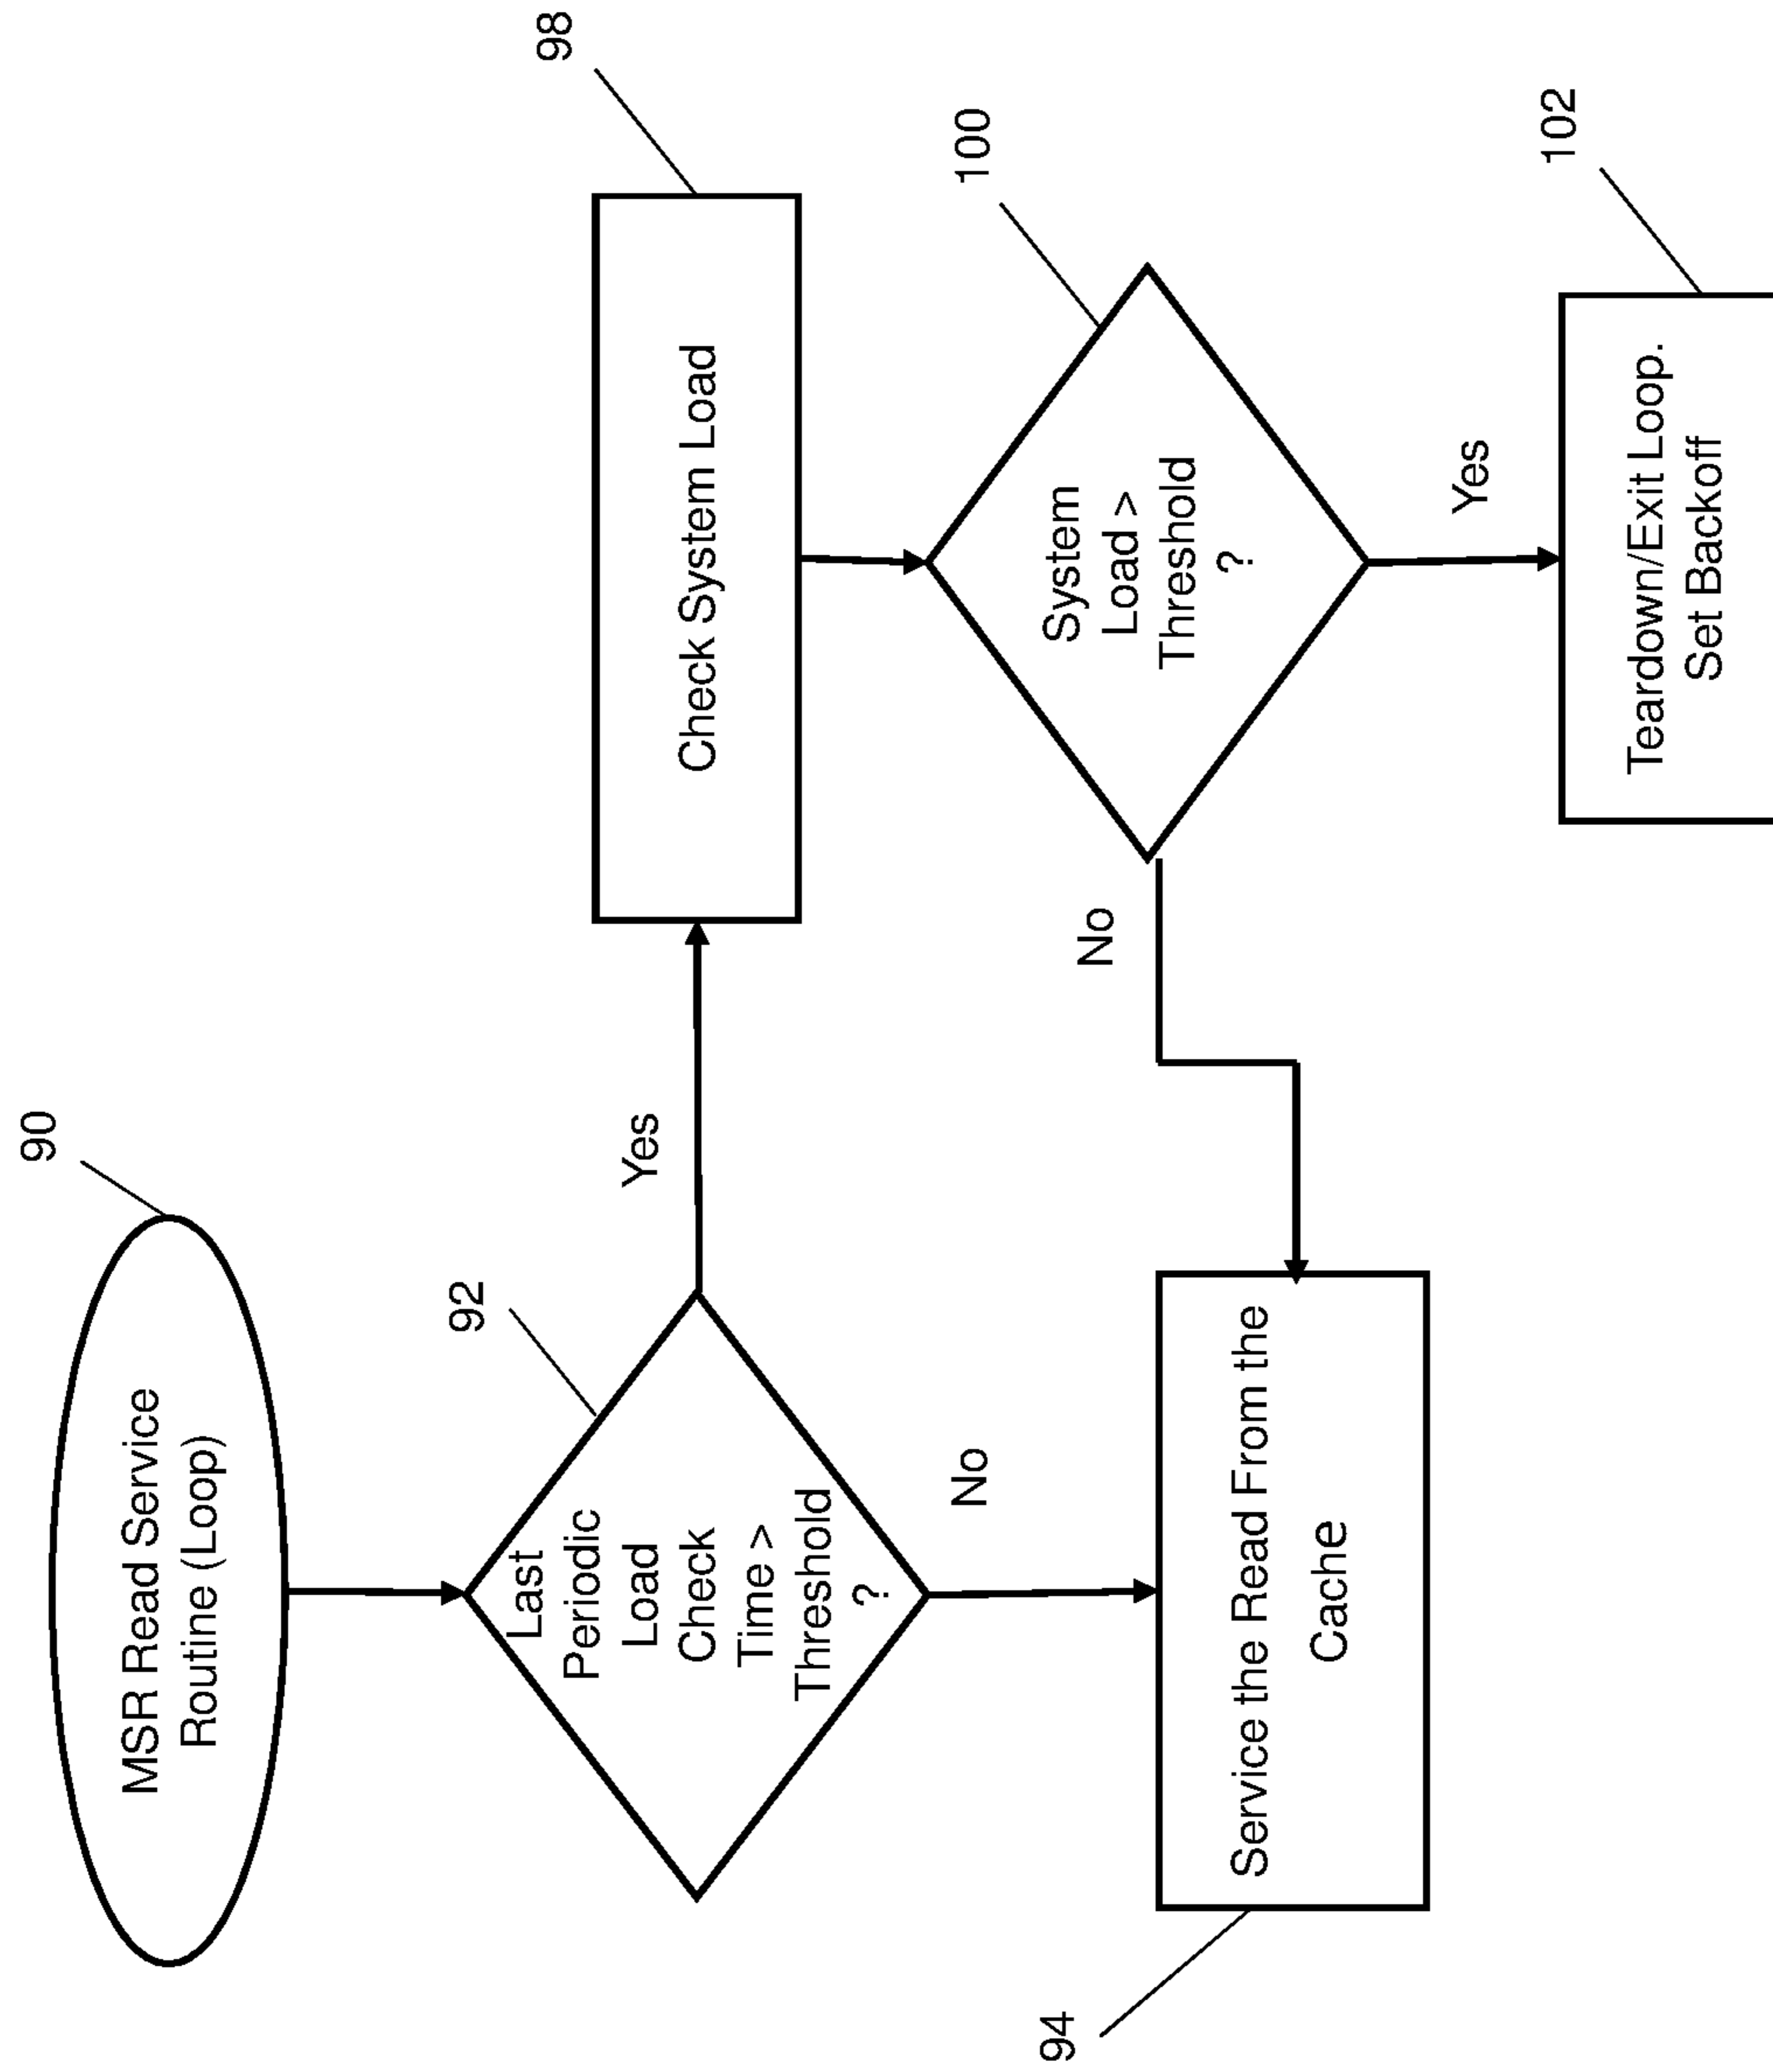 90
MSR Read Service
Routine (Loop)
92
Last
Periodic
Load
Check
Time >
Threshold
?
Yes
No
98
Check System Load
100
System
Load >
Threshold
?
No
Yes
94
Service the Read From the
Cache
102
Teardown/Exit Loop.
Set Backoff